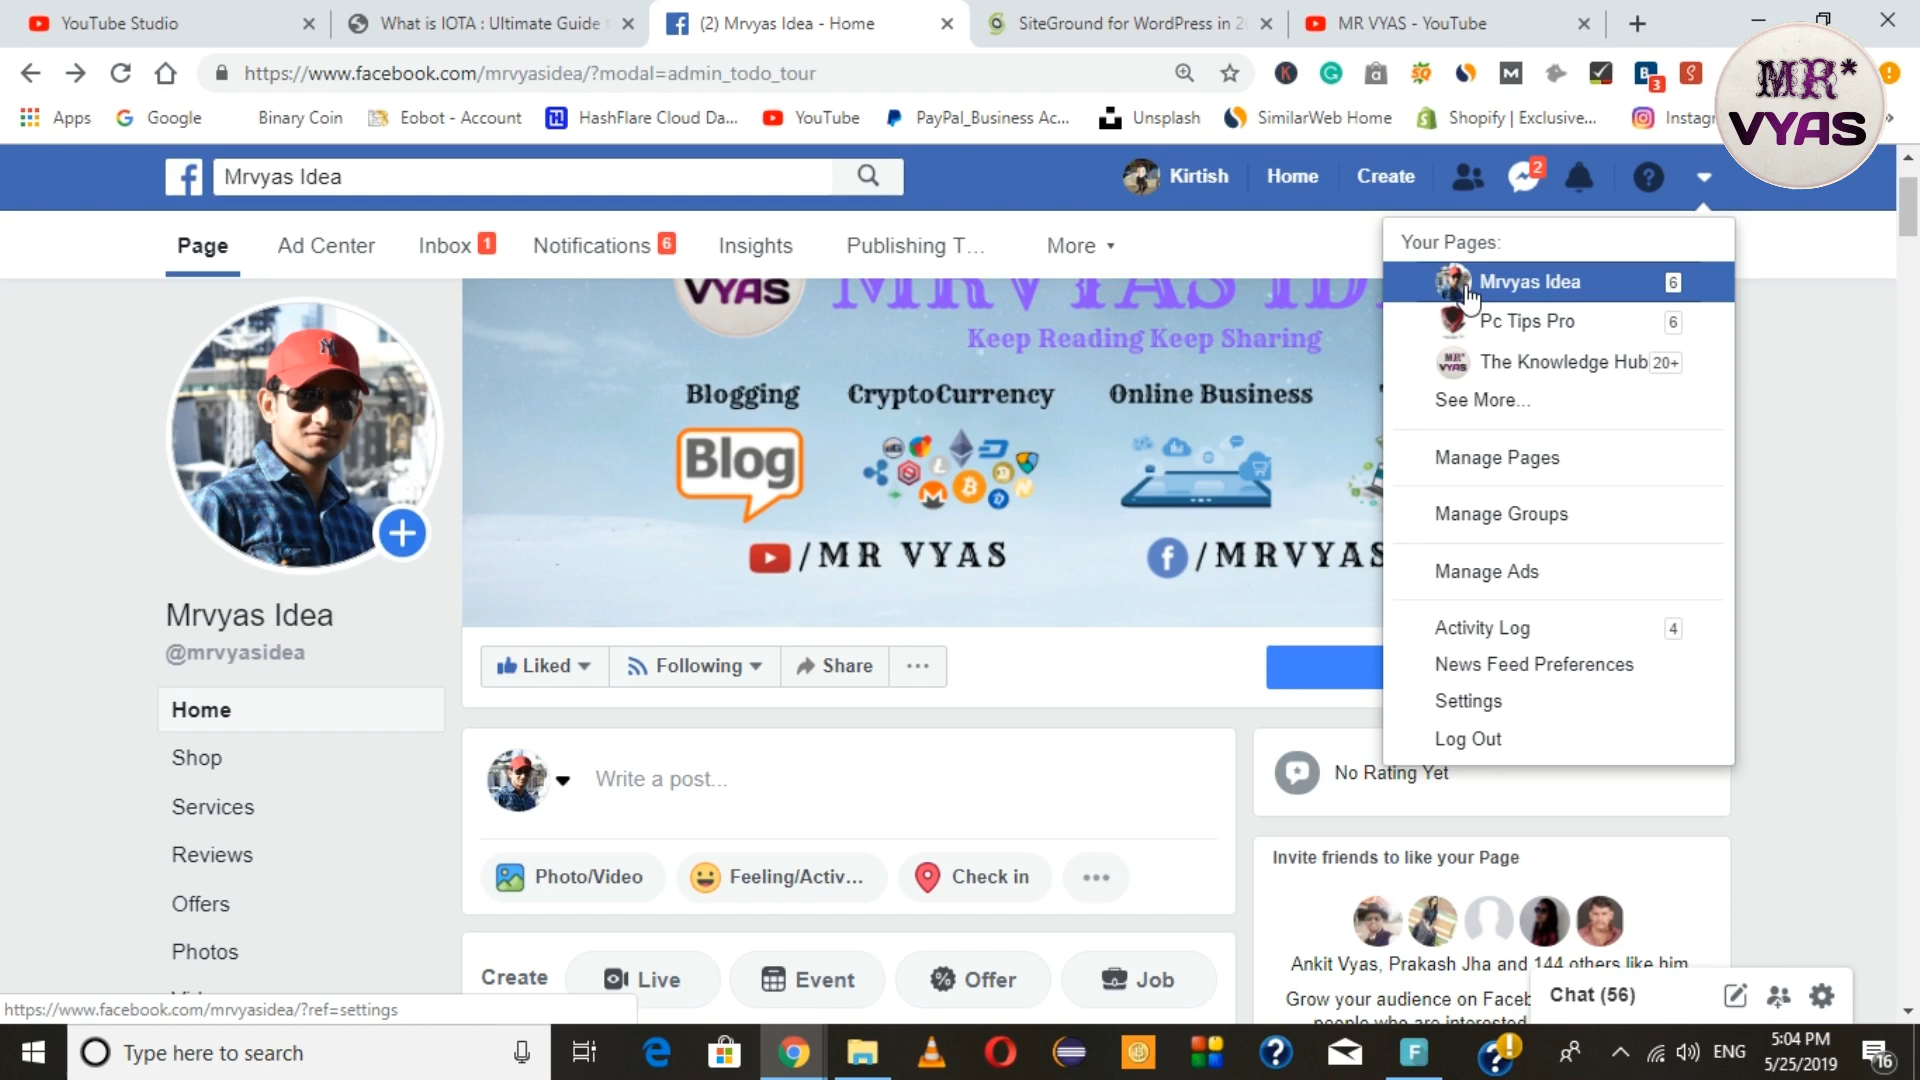 YouTube Studio
What is IOTA : Ultimate Guide
(2) Mrvyas Idea - Home
SiteGround for WordPress in 2
MR VYAS - YouTube
https://www.facebook.com/mrvyasidea/?modal=admin_todo_tour
3
MR*
VYAS
Apps
Google
Binary Coin
Eobot - Account
HashFlare Cloud Da...
YouTube
PayPal_Business Ac...
Unsplash
SimilarWeb Home
Shopify | Exclusive...
Instagr
Mrvyas Idea
Kirtish
Home
Create
2
Page
Ad Center
Inbox 1
Notifications 6
Insights
Publishing T...
More
Your Pages:
Mrvyas Idea 6
Pc Tips Pro 6
The Knowledge Hub 20+
See More...
Manage Pages
Manage Groups
Manage Ads
Activity Log 4
News Feed Preferences
Settings
Log Out
VYAS
MRVYAS ID
Keep Reading Keep Sharing
Blogging
CryptoCurrency
Online Business
Blog
/MR VYAS
/MRVYAS
Mrvyas Idea
@mrvyasidea
Liked
Following
Share
Home
Shop
Services
Reviews
Offers
Photos
Write a post...
Photo/Video
Feeling/Activ...
Check in
Create
Live
Event
Offer
Job
No Rating Yet
Invite friends to like your Page
Ankit Vyas, Prakash Jha and 144 others like him
Grow your audience on Faceb
people who are interested
Chat (56)
https://www.facebook.com/mrvyasidea/?ref=settings
Type here to search
ENG
5:04 PM
5/25/2019
16